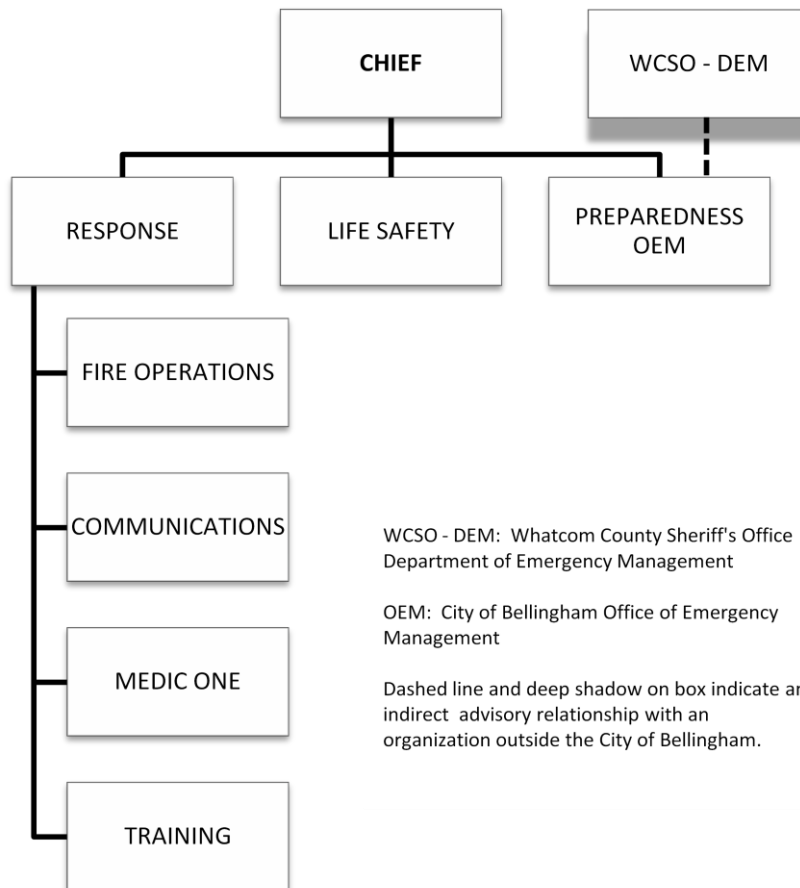 CHIEF
WCSO - DEM
RESPONSE
LIFE SAFETY
PREPAREDNESS
OEM
FIRE OPERATIONS
COMMUNICATIONS
MEDIC ONE
TRAINING
WCSO - DEM:  Whatcom County Sheriff's Office
Department of Emergency Management
OEM:  City of Bellingham Office of Emergency
Management
Dashed line and deep shadow on box indicate an
indirect  advisory relationship with an
organization outside the City of Bellingham.